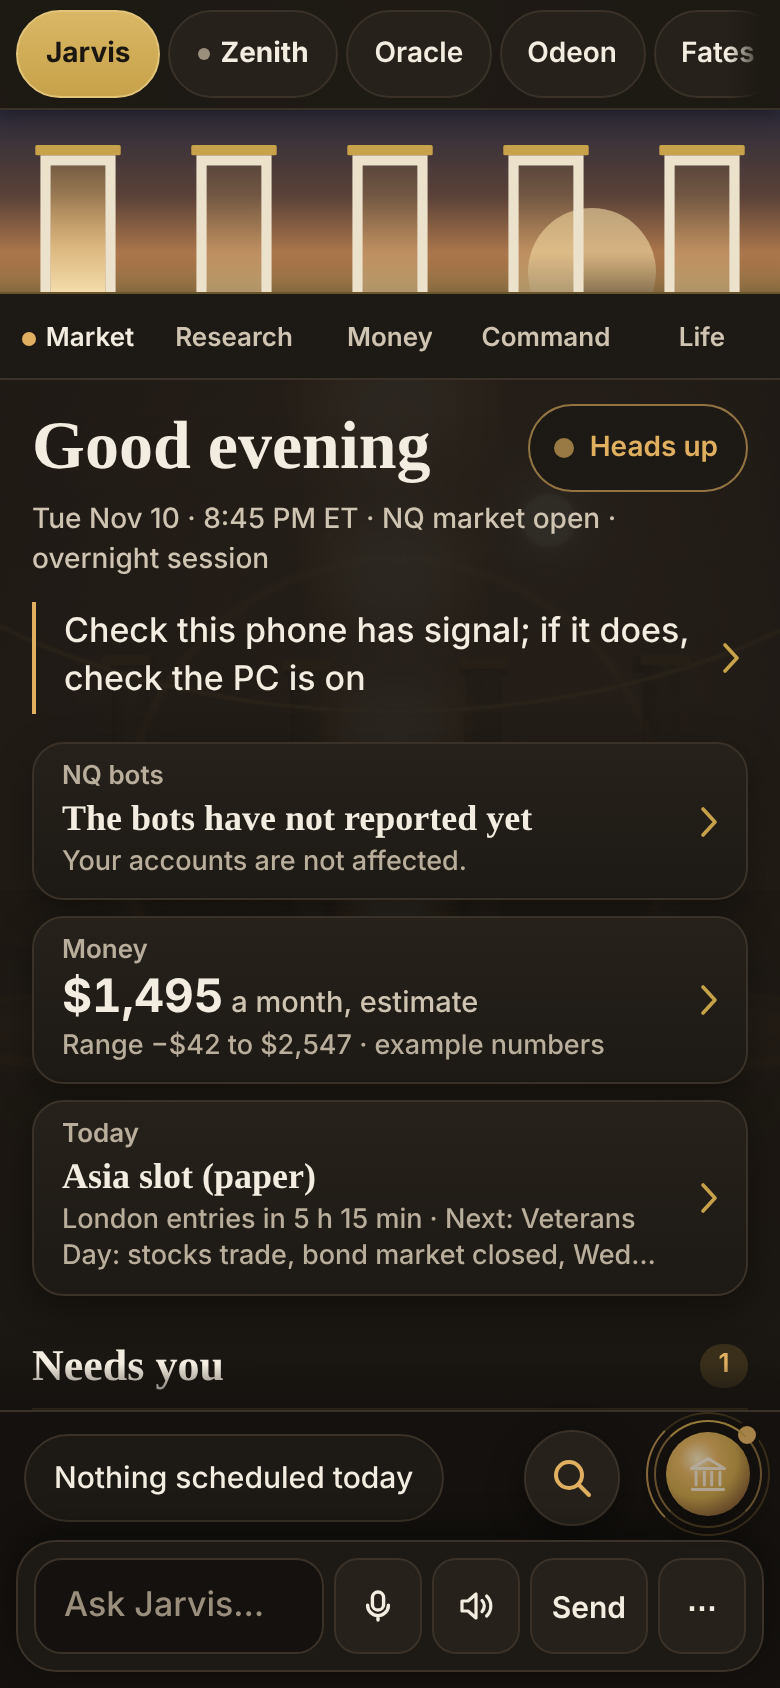 Jarvis
Zenith
Oracle
Odeon
Fates
Market
Research
Money
Command
Life
Good evening
Heads up
Tue Nov 10 · 8:45 PM ET · NQ market open ·
overnight session
Check this phone has signal; if it does,
check the PC is on
NQ bots
The bots have not reported yet
Your accounts are not affected.
Money
$1,495 a month, estimate
Range −$42 to $2,547 · example numbers
Today
Asia slot (paper)
London entries in 5 h 15 min · Next: Veterans
Day: stocks trade, bond market closed, Wed...
Needs you
1
Nothing scheduled today
Ask Jarvis...
Send
...